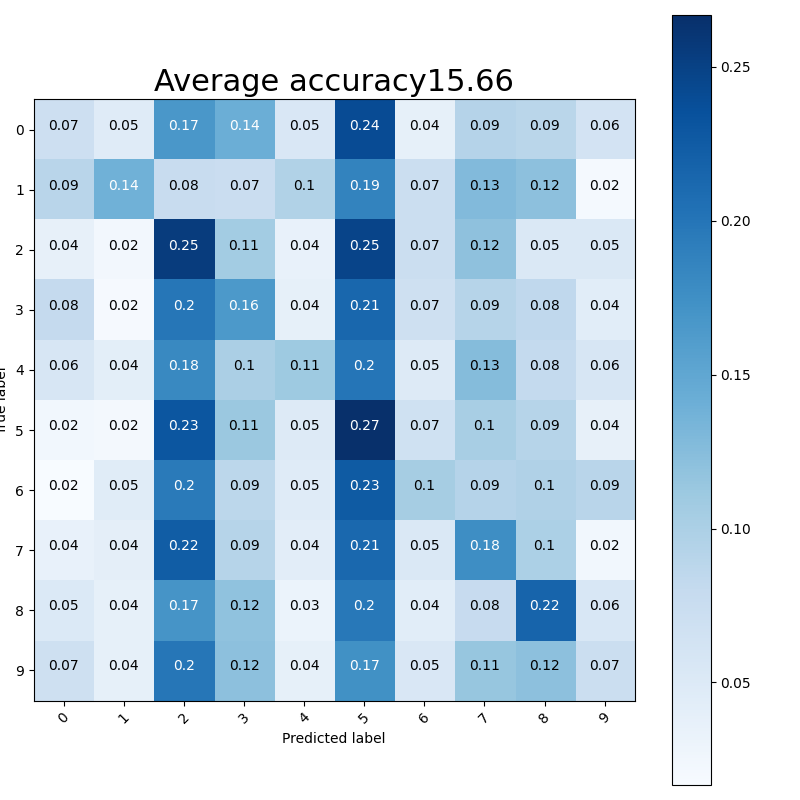 Average accuracy15.66
0 0.07 0.05 0.17 0.14 0.05 0.24 0.04 0.09 0.09 0.06
1 0.09 0.14 0.08 0.07 0.1 0.19 0.07 0.13 0.12 0.02
2 0.04 0.02 0.25 0.11 0.04 0.25 0.07 0.12 0.05 0.05
3 0.08 0.02 0.2 0.16 0.04 0.21 0.07 0.09 0.08 0.04
4 0.06 0.04 0.18 0.1 0.11 0.2 0.05 0.13 0.08 0.06
5 0.02 0.02 0.23 0.11 0.05 0.27 0.07 0.1 0.09 0.04
6 0.02 0.05 0.2 0.09 0.05 0.23 0.1 0.09 0.1 0.09
7 0.04 0.04 0.22 0.09 0.04 0.21 0.05 0.18 0.1 0.02
8 0.05 0.04 0.17 0.12 0.03 0.2 0.04 0.08 0.22 0.06
9 0.07 0.04 0.2 0.12 0.04 0.17 0.05 0.11 0.12 0.07
0 1 2 3 4 5 6 7 8 9
Predicted label
label
0.25
0.20
0.15
0.10
0.05